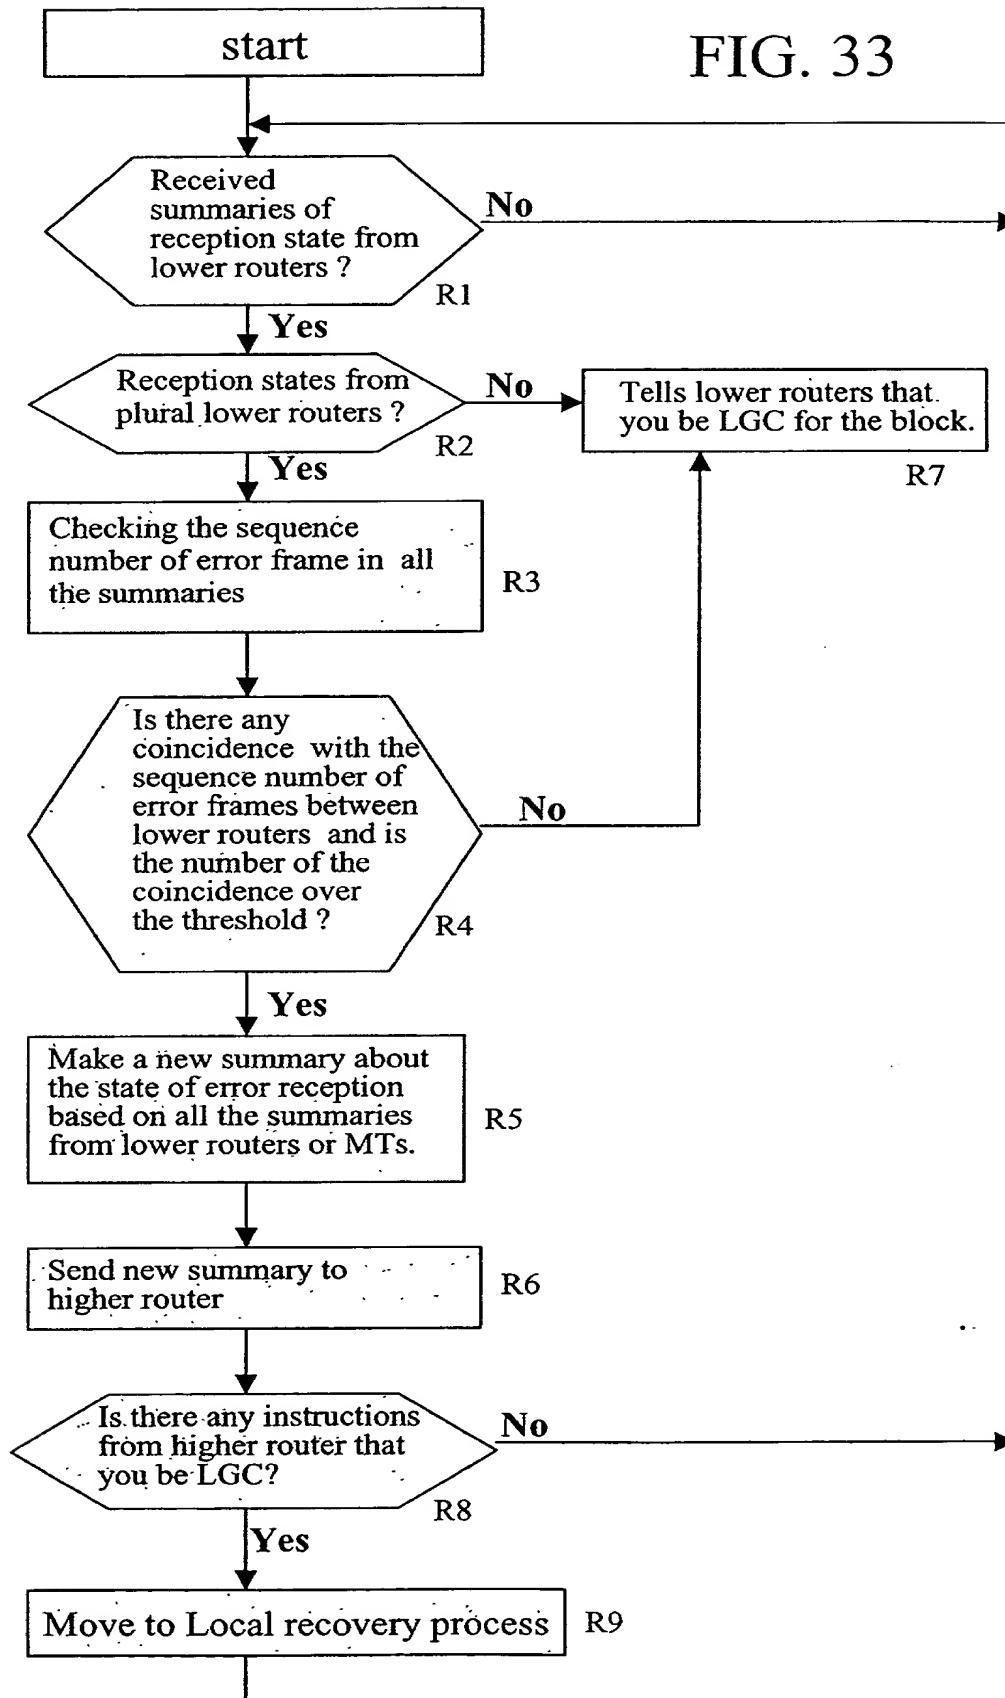 start
FIG. 33
Received
summaries of
reception state from
lower routers ?
No
R1
Yes
Reception states from
plural lower routers ?
No
R2
Tells lower routers that
you be LGC for the block.
R7
Yes
Checking the sequence
number of error frame in all
the summaries
R3
Is there any
coincidence with the
sequence number of
error frames between
lower routers and is
the number of the
coincidence over
the threshold ?
No
R4
Yes
Make a new summary about
the state of error reception
based on all the summaries
from lower routers or MTs.
R5
Send new summary to
higher router
R6
Is there any instructions
from higher router that
you be LGC?
No
R8
Yes
Move to Local recovery process
R9